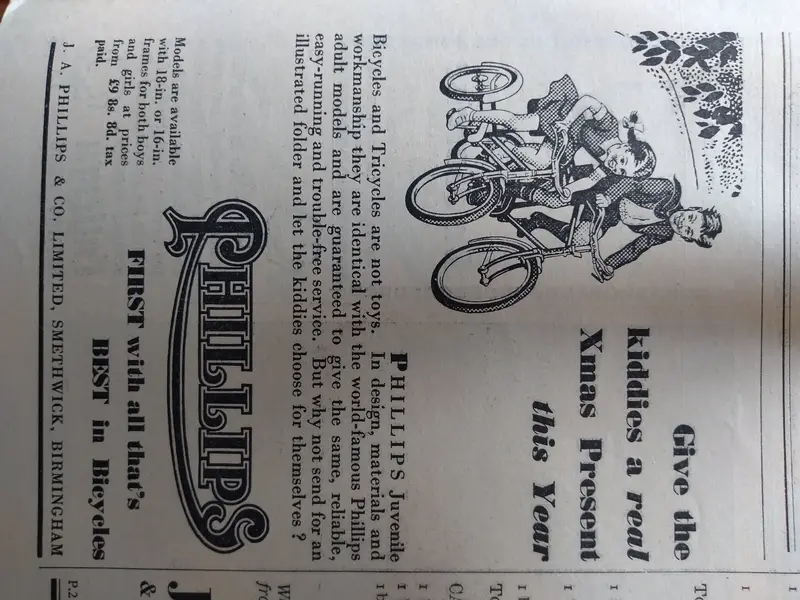 Give the
kiddies a real
Xmas Present
this Year
PHILLIPS Juvenile
Bicycles and Tricycles are not toys. In design, materials and
workmanship they are identical with the world-famous Phillips
adult models and are guaranteed to give the same, reliable,
easy-running and trouble-free service. But why not send for an
illustrated folder and let the kiddies choose for themselves ?
PHILLIPS
Models are available
with 18-in. or 16-in.
frames for both boys
and girls at prices
from £9 8s. 8d. tax
paid.
FIRST with all that's
BEST in Bicycles
J. A. PHILLIPS & CO. LIMITED, SMETHWICK, BIRMINGHAM
To
CA
To
&
P.2